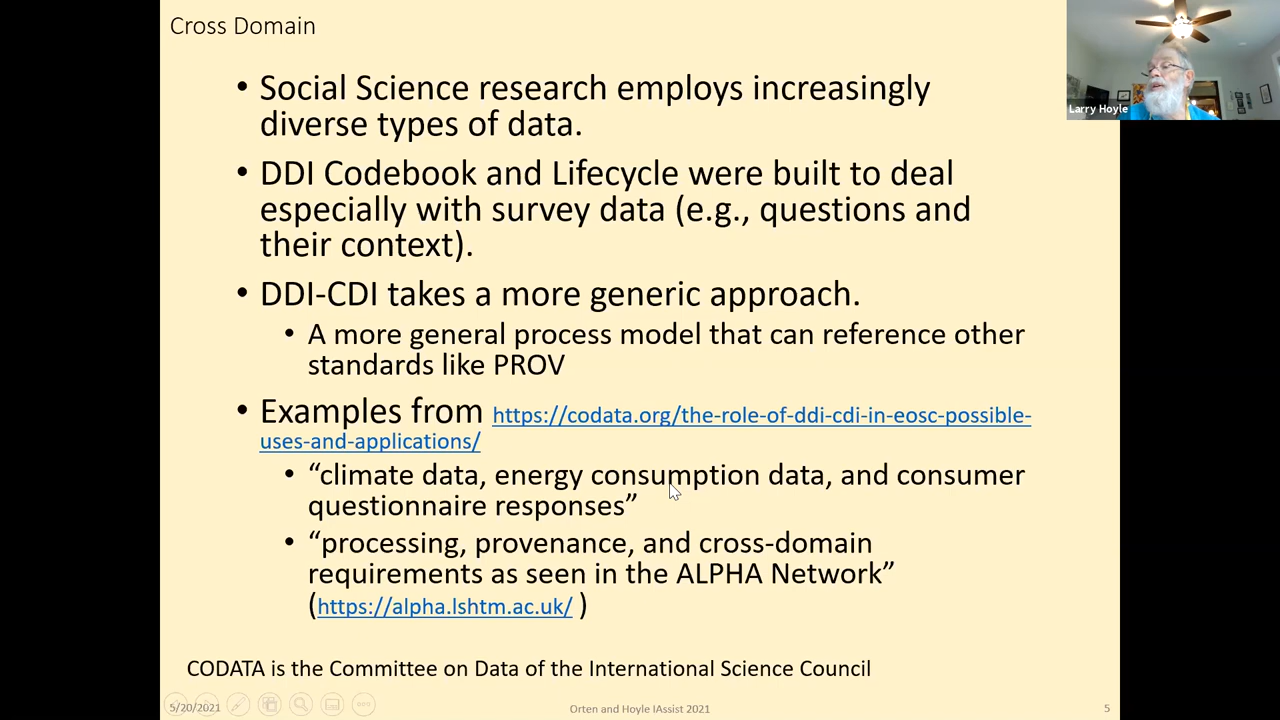 Cross Domain
Larry Hoyle
• Social Science research employs increasingly
diverse types of data.
• DDI Codebook and Lifecycle were built to deal
especially with survey data (e.g., questions and
their context).
• DDI-CDI takes a more generic approach.
• A more general process model that can reference other
standards like PROV
• Examples from https://codata.org/the-role-of-ddi-cdi-in-eosc-possible-
uses-and-applications/
• “climate data, energy consumption data, and consumer
questionnaire responses”
• “processing, provenance, and cross-domain
requirements as seen in the ALPHA Network”
(https://alpha.lshtm.ac.uk/ )
CODATA is the Committee on Data of the International Science Council
5/20/2021
Orten and Hoyle IAssist 2021
5